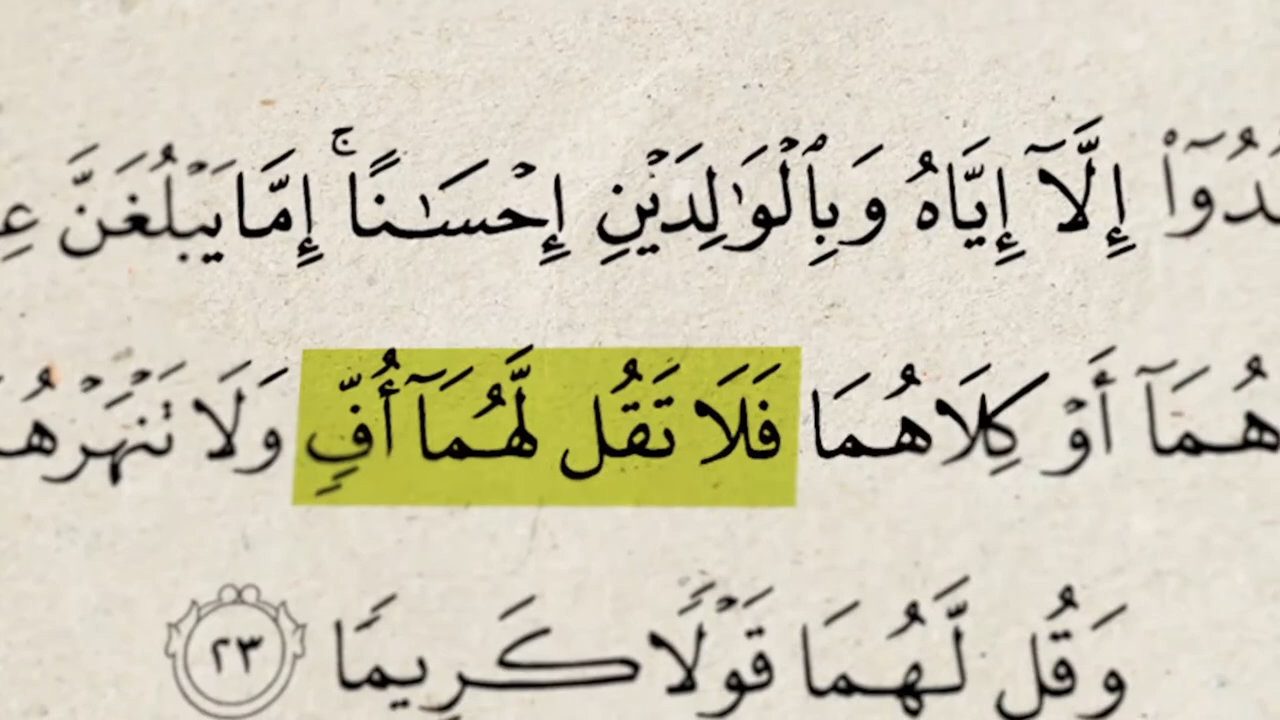 إِلَّآ إِيَّاهُ وَبِٱلْوَٰلِدَيْنِ إِحْسَـٰنًا ۚ إِمَّا يَبْلُغَنَّ
أَوْ كِلَاهُمَا فَلَا تَقُل لَّهُمَآ أُفٍّ وَلَا
وَقُل لَّهُمَا قَوْلًا كَرِيمًا ٢٣